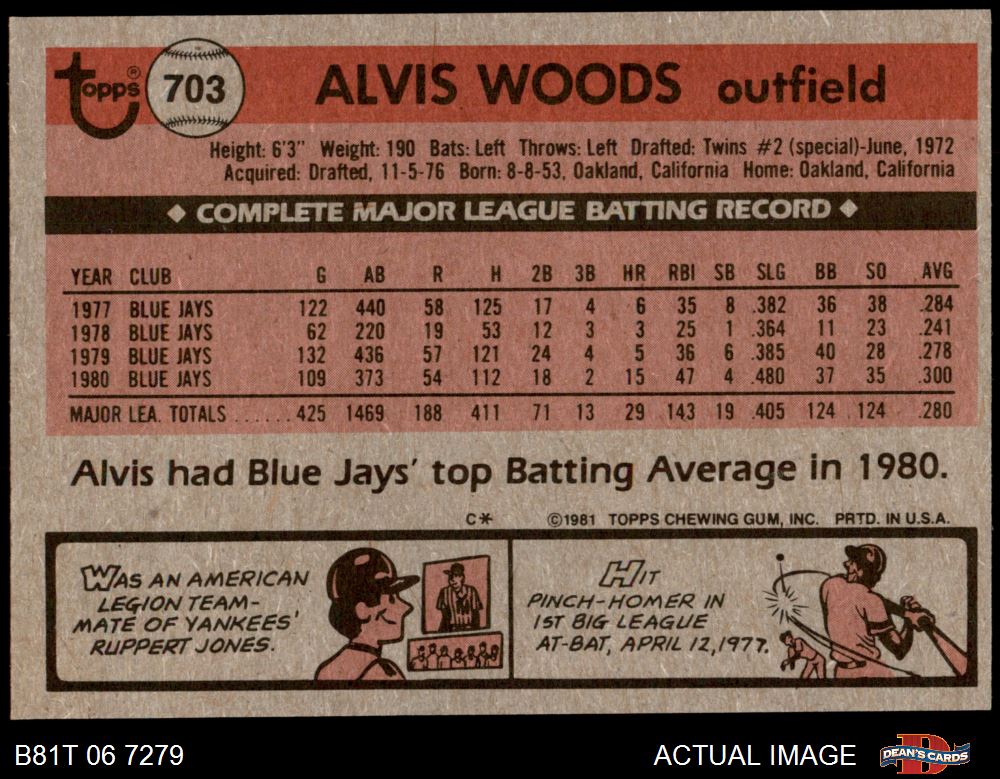 topps® 703 ALVIS WOODS outfield
Height: 6'3" Weight: 190 Bats: Left Throws: Left Drafted: Twins #2 (special)-June, 1972
Acquired: Drafted, 11-5-76 Born: 8-8-53, Oakland, California Home: Oakland, California
◆ COMPLETE MAJOR LEAGUE BATTING RECORD ◆
YEAR CLUB G AB R H 2B 3B HR RBI SB SLG BB SO AVG
1977 BLUE JAYS 122 440 58 125 17 4 6 35 8 .382 36 38 .284
1978 BLUE JAYS 62 220 19 53 12 3 3 25 1 .364 11 23 .241
1979 BLUE JAYS 132 436 57 121 24 4 5 36 6 .385 40 28 .278
1980 BLUE JAYS 109 373 54 112 18 2 15 47 4 .480 37 35 .300
MAJOR LEA. TOTALS ...... 425 1469 188 411 71 13 29 143 19 .405 124 124 .280
Alvis had Blue Jays' top Batting Average in 1980.
C* ©1981 TOPPS CHEWING GUM, INC. PRTD. IN U.S.A.
WAS AN AMERICAN
LEGION TEAM-
MATE OF YANKEES'
RUPPERT JONES.
HIT
PINCH-HOMER IN
1ST BIG LEAGUE
AT-BAT, APRIL 12, 1977.
B81T 06 7279 ACTUAL IMAGE DEAN'S CARDS